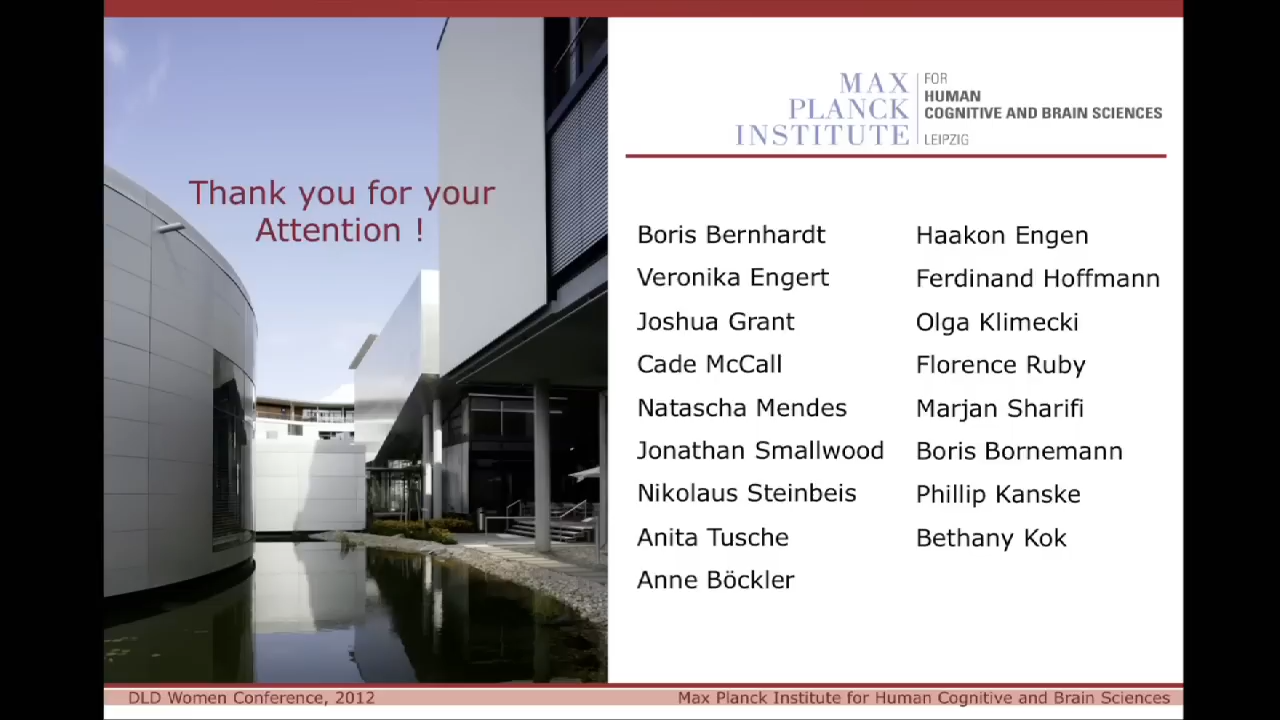 Thank you for your
Attention !
MAX
PLANCK
INSTITUTE
FOR
HUMAN
COGNITIVE AND BRAIN SCIENCES
LEIPZIG
Boris Bernhardt
Veronika Engert
Joshua Grant
Cade McCall
Natascha Mendes
Jonathan Smallwood
Nikolaus Steinbeis
Anita Tusche
Anne Böckler
Haakon Engen
Ferdinand Hoffmann
Olga Klimecki
Florence Ruby
Marjan Sharifi
Boris Bornemann
Phillip Kanske
Bethany Kok
DLD Women Conference, 2012
Max Planck Institute for Human Cognitive and Brain Sciences